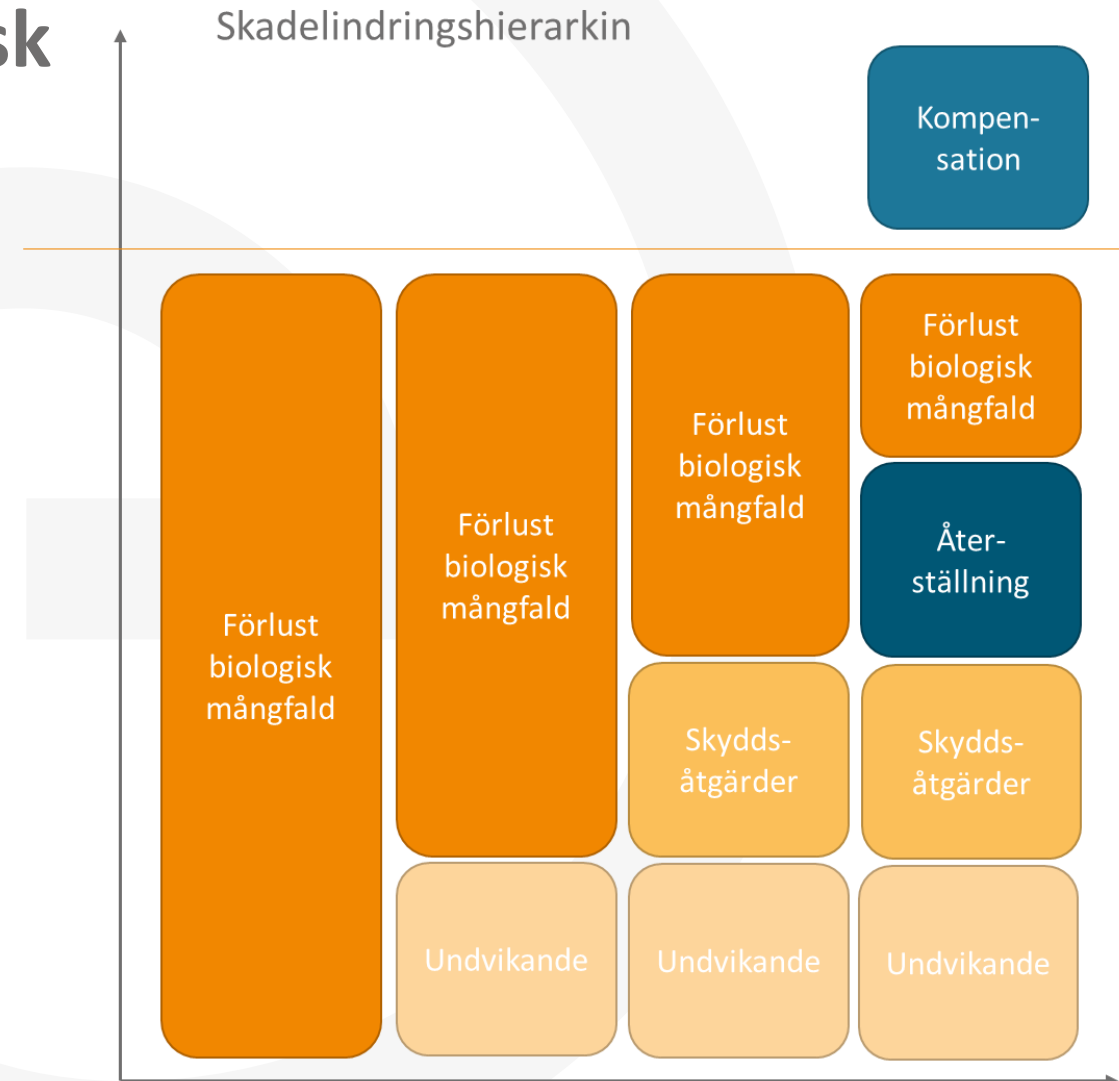 sk
Skadelindringshierarkin
Kompen-
sation
Förlust
biologisk
mångfald
Förlust
biologisk
mångfald
Förlust
biologisk
mångfald
Förlust
biologisk
mångfald
Åter-
ställning
Skydds-
åtgärder
Skydds-
åtgärder
Undvikande
Undvikande
Undvikande